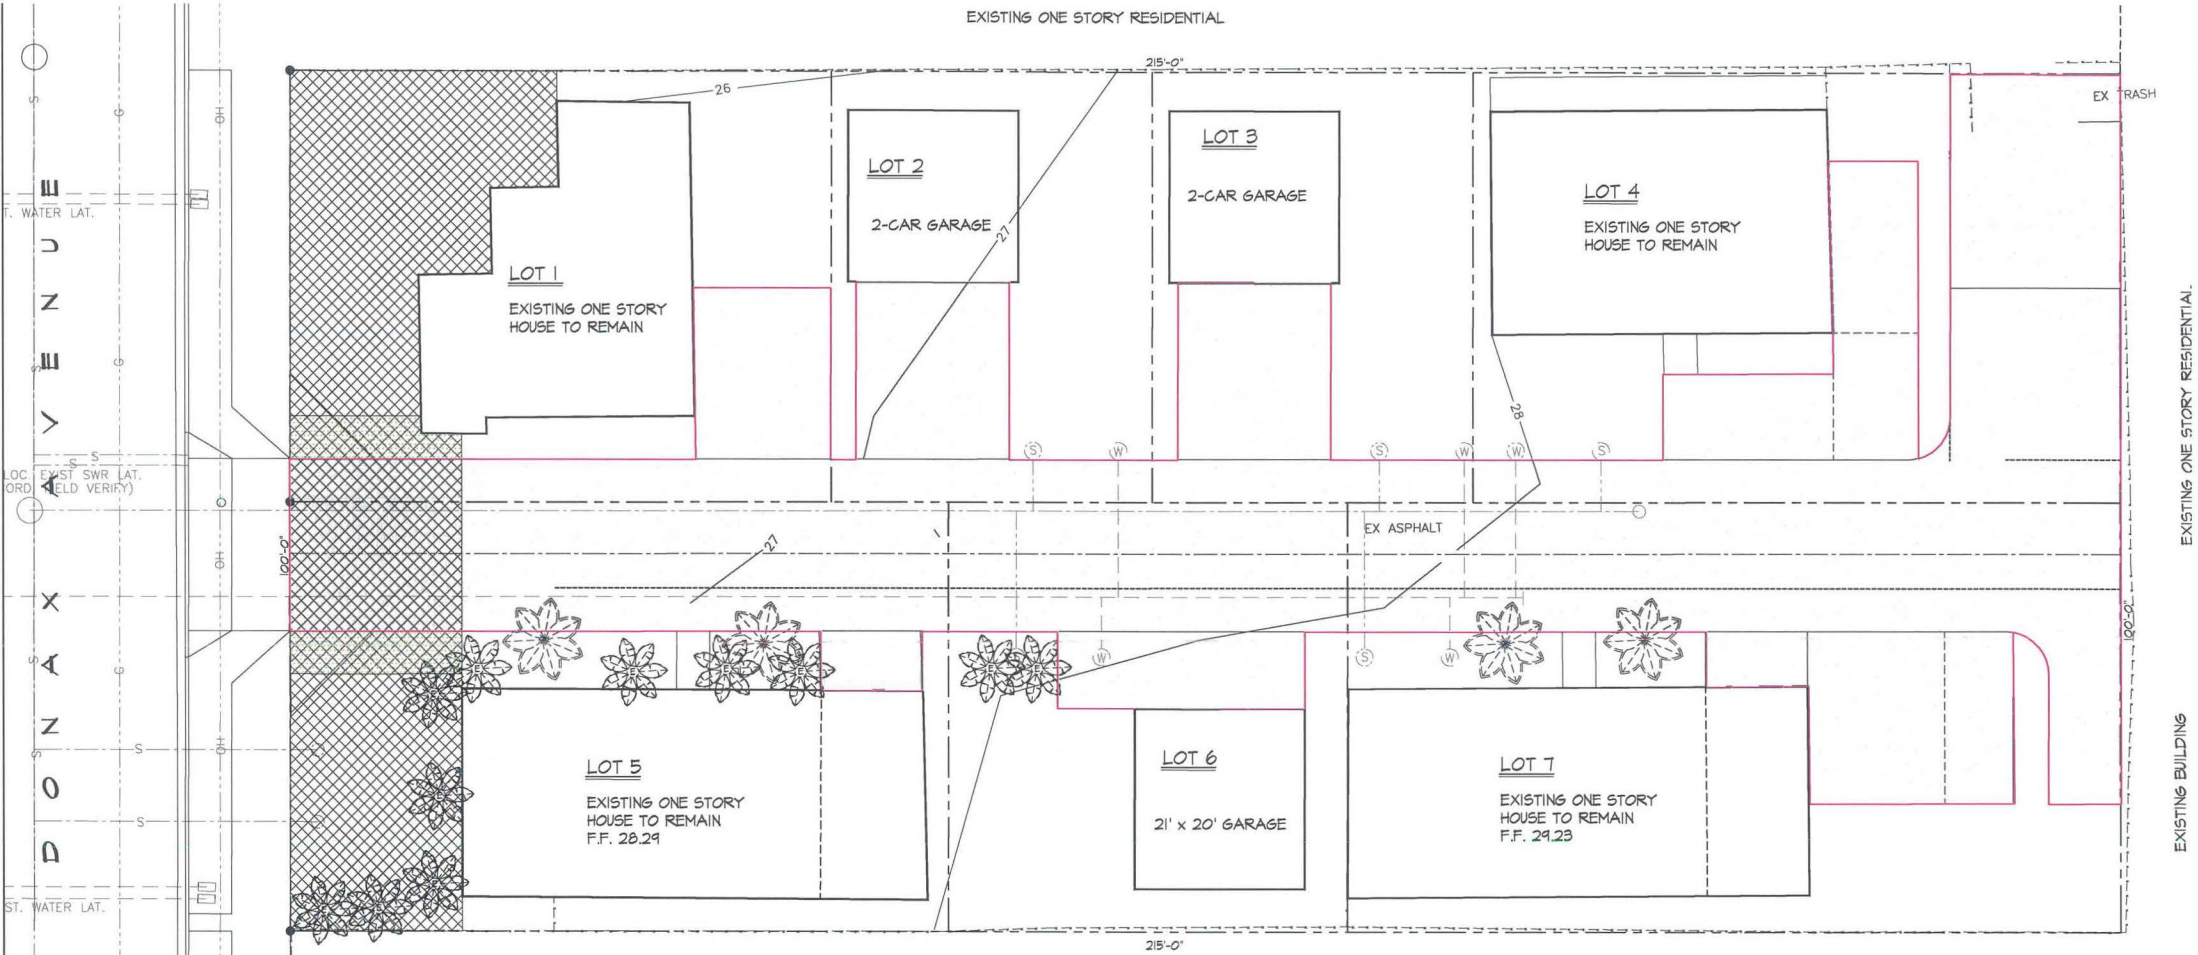 EXISTING ONE STORY RESIDENTIAL
215'-0"
EX TRASH
26
27
LOT 1
EXISTING ONE STORY
HOUSE TO REMAIN
LOT 2
2-CAR GARAGE
LOT 3
2-CAR GARAGE
LOT 4
EXISTING ONE STORY
HOUSE TO REMAIN
28
DONAX AVENUE
T. WATER LAT.
LOC. EXIST SWR LAT.
ORD. FIELD VERIFY)
ST. WATER LAT.
S
S
S
S
S
S
S
S
S
G
G
G
OH
OH
OH
100'-0"
S
W
S
W
W
S
EX ASPHALT
27
W
S
W
LOT 5
EXISTING ONE STORY
HOUSE TO REMAIN
F.F. 28.29
LOT 6
21' x 20' GARAGE
LOT 7
EXISTING ONE STORY
HOUSE TO REMAIN
F.F. 29.23
215'-0"
100'-0"
EXISTING ONE STORY RESIDENTIAL
EXISTING BUILDING